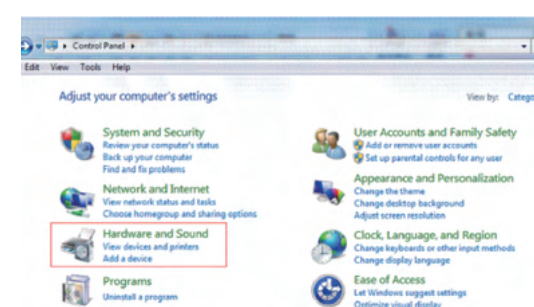 Control Panel
Edit View Tools Help
Adjust your computer's settings
View by: Catego
System and Security
Review your computer's status
Back up your computer
Find and fix problems
Network and Internet
View network status and tasks
Choose homegroup and sharing options
Hardware and Sound
View devices and printers
Add a device
Programs
Uninstall a program
User Accounts and Family Safety
Add or remove user accounts
Set up parental controls for any user
Appearance and Personalization
Change the theme
Change desktop background
Adjust screen resolution
Clock, Language, and Region
Change keyboards or other input methods
Change display language
Ease of Access
Let Windows suggest settings
Optimize visual display